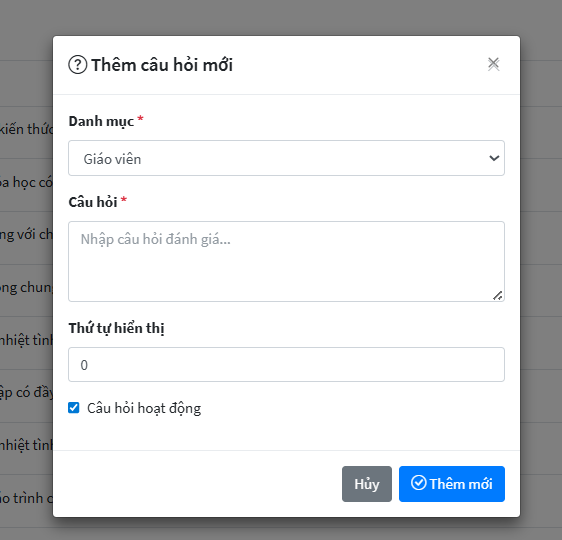 Thêm câu hỏi mới
×
Danh mục *
kiến thức
Giáo viên
óa học có
Câu hỏi *
ng với ch
Nhập câu hỏi đánh giá...
ong chung
Thứ tự hiển thị
nhiệt tình
0
ập có đầy
Câu hỏi hoạt động
nhiệt tình
Hủy
Thêm mới
áo trình c